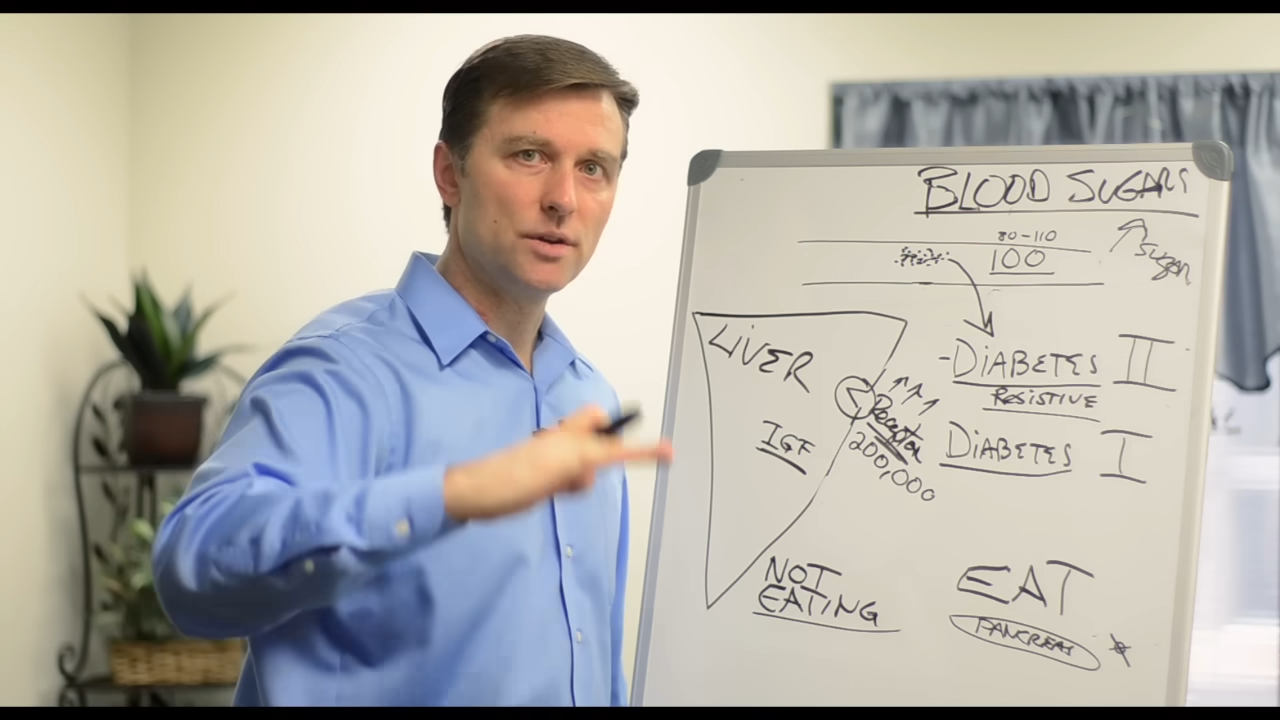 BLOOD SUGARS
80-110
100
SUGAR
LIVER
-DIABETES II
RESISTIVE
Receptor
IGF
200,000
DIABETES I
NOT
EATING
EAT
PANCREAS